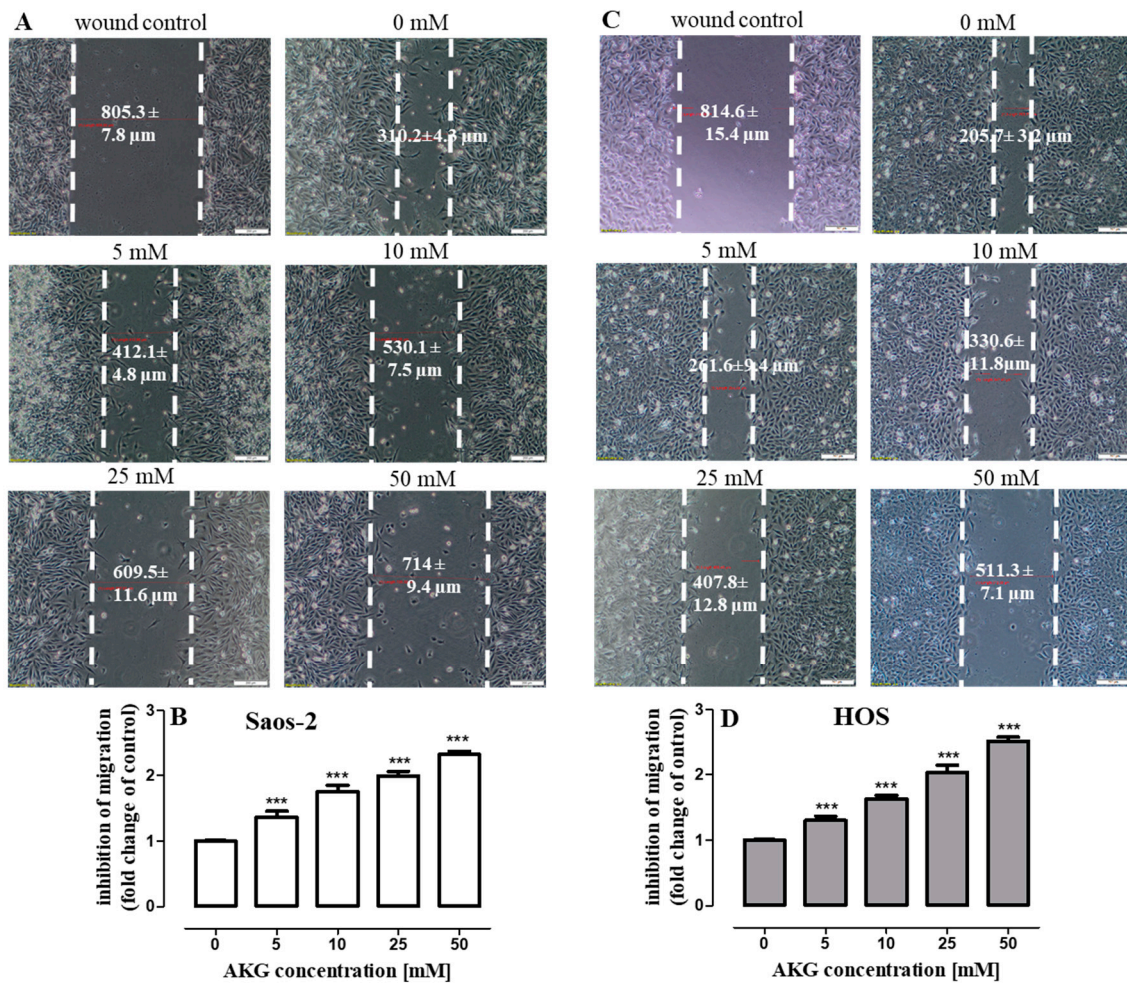 A
wound control
0 mM
805.3 ±
7.8 µm
310.2±4.3 µm
5 mM
10 mM
412.1±
4.8 µm
530.1 ±
7.5 µm
25 mM
50 mM
609.5±
11.6 µm
714 ±
9.4 µm
B
Saos-2
inhibition of migration
(fold change of control)
3
2
1
0
***
***
***
***
0
5
10
25
50
AKG concentration [mM]
C
wound control
0 mM
814.6 ±
15.4 µm
205.7± 3.2 µm
5 mM
10 mM
261.6±9.4 µm
330.6 ±
11.8µm
25 mM
50 mM
407.8±
12.8 µm
511.3 ±
7.1 µm
D
HOS
inhibition of migration
(fold change of ontrol)
3
2
1
0
***
***
***
***
0
5
10
25
50
AKG concentration [mM]